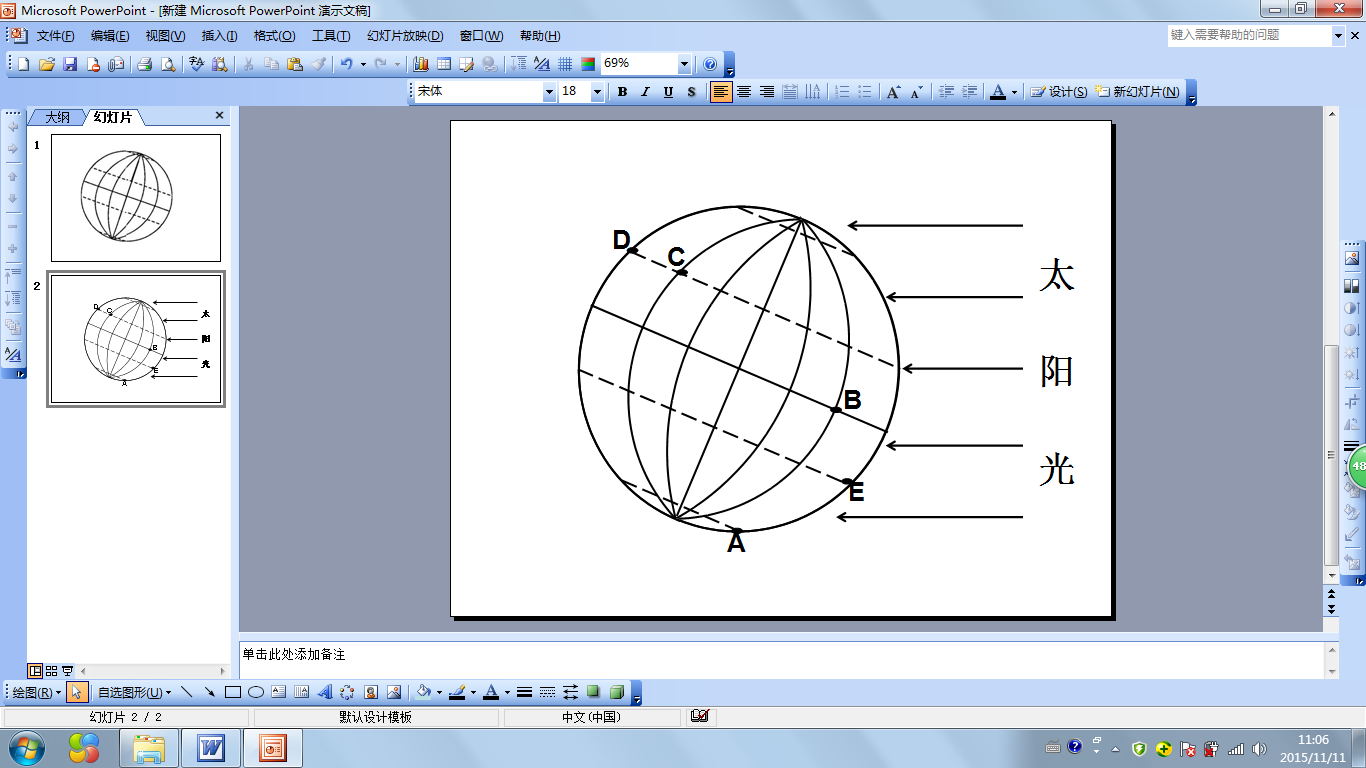 Microsoft PowerPoint - [新建 Microsoft PowerPoint 演示文稿]
文件(F) 编辑(E) 视图(V) 插入(I) 格式(O) 工具(T) 幻灯片放映(D) 窗口(W) 帮助(H) 键入需要帮助的问题
69%
宋体 18 B I U S A A A 设计(S) 新幻灯片(N)
大纲 幻灯片
1
2
D
C
B
E
A
太
阳
光
48
单击此处添加备注
绘图(R) 自选图形(U)
幻灯片 2 / 2 默认设计模板 中文(中国)
11:06
2015/11/11